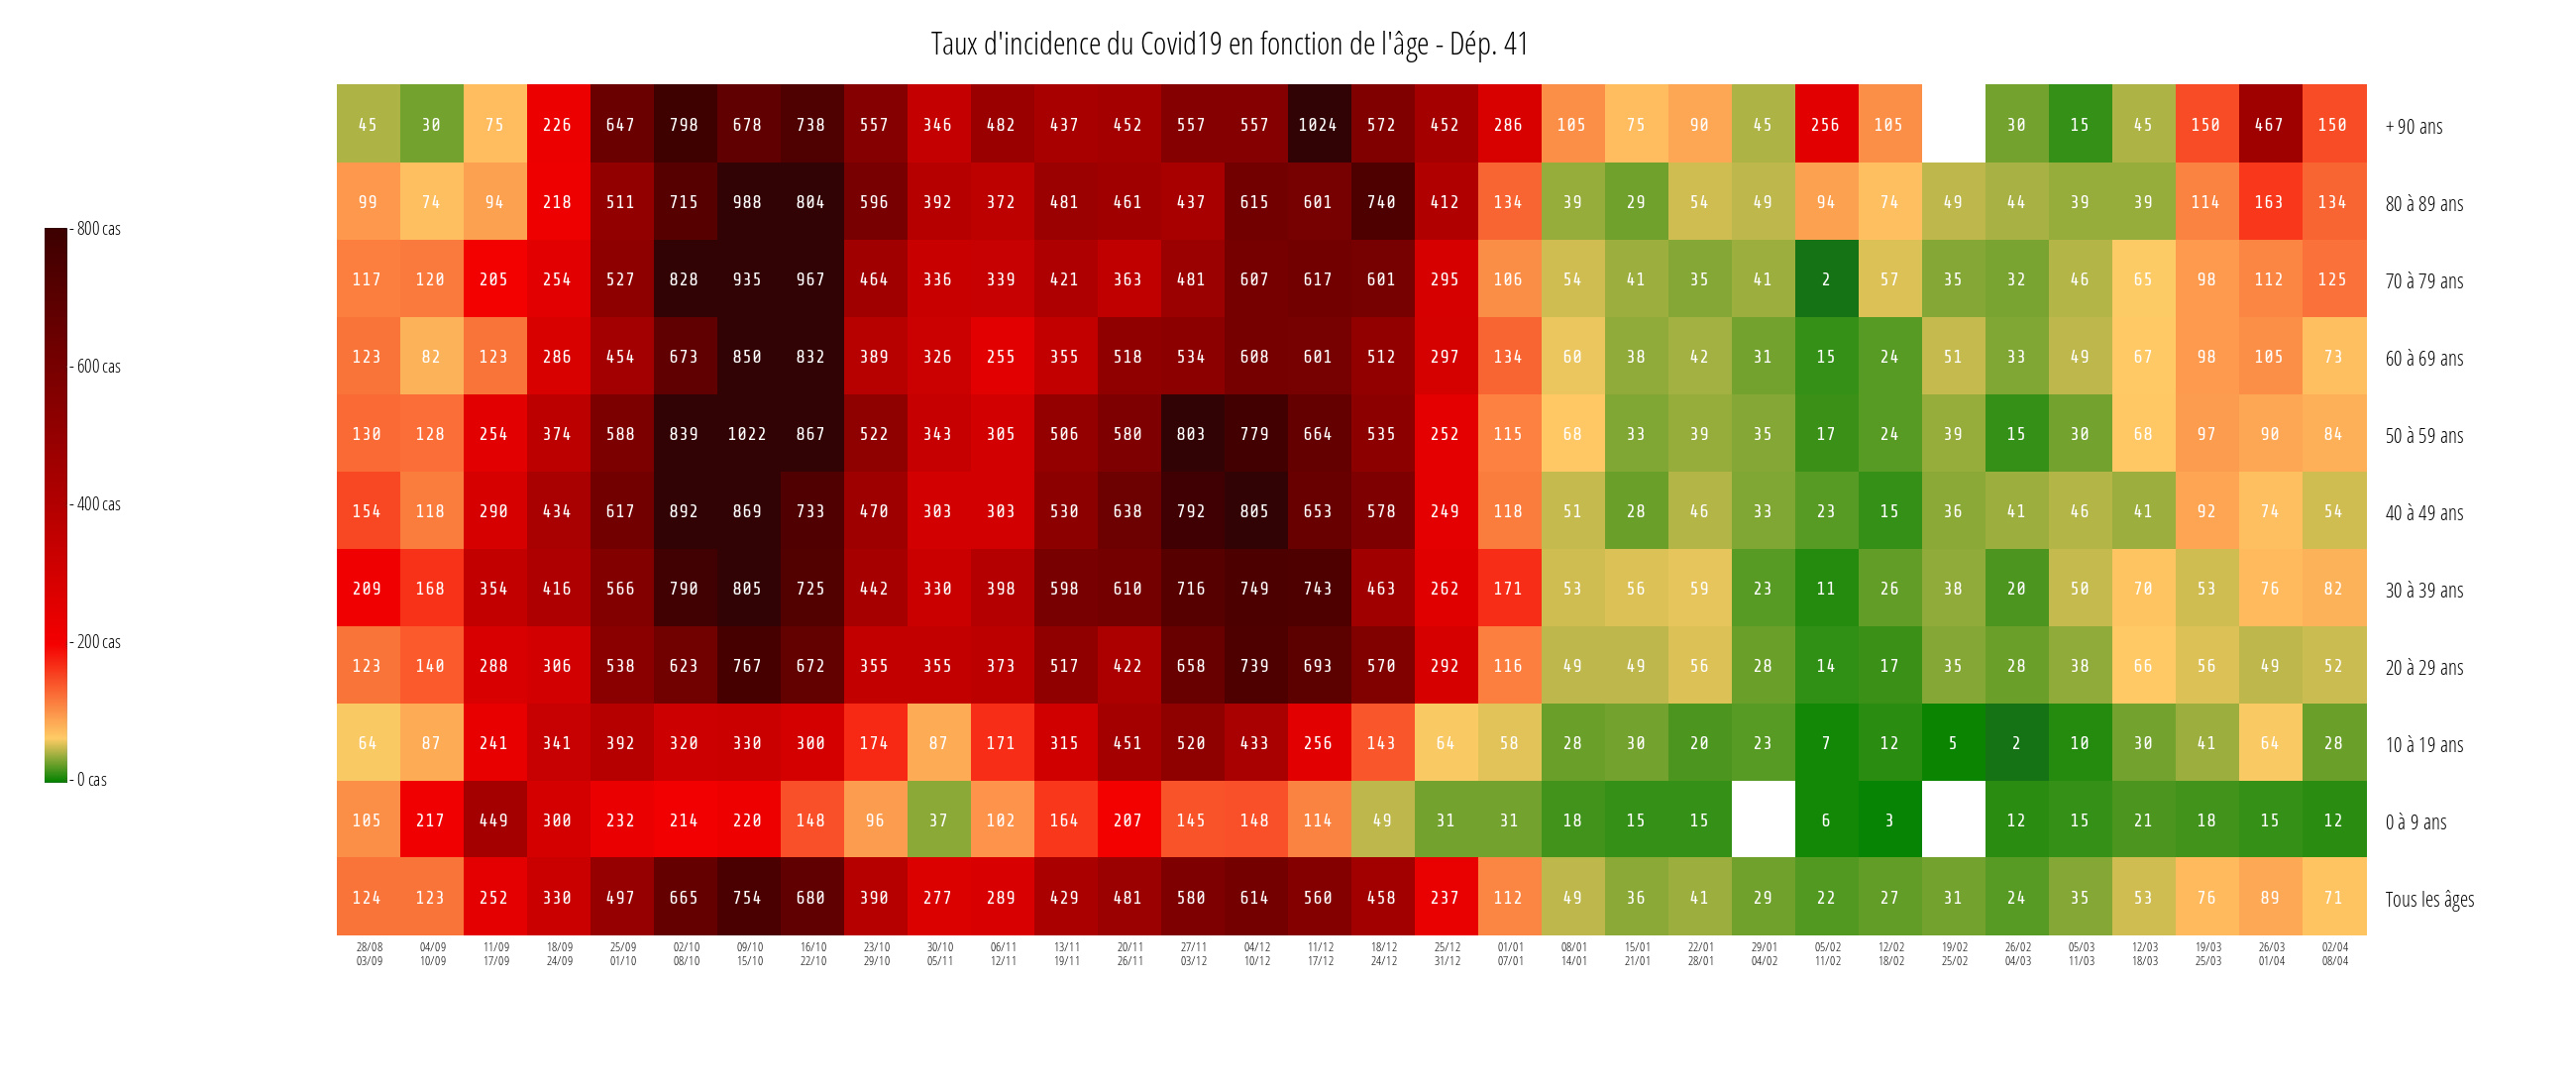 Taux d'incidence du Covid19 en fonction de l'âge - Dép. 41
45 30 75 226 647 798 678 738 557 346 482 437 452 557 557 1024 572 452 286 105 75 90 45 256 105 30 15 45 150 467 150 + 90 ans
99 74 94 218 511 715 988 804 596 392 372 481 461 437 615 601 740 412 134 39 29 54 49 94 74 49 44 39 39 114 163 134 80 à 89 ans
117 120 205 254 527 828 935 967 464 336 339 421 363 481 607 617 601 295 106 54 41 35 41 2 57 35 32 46 65 98 112 125 70 à 79 ans
123 82 123 286 454 673 850 832 389 326 255 355 518 534 608 601 512 297 134 60 38 42 31 15 24 51 33 49 67 98 105 73 60 à 69 ans
130 128 254 374 588 839 1022 867 522 343 305 506 580 803 779 664 535 252 115 68 33 39 35 17 24 39 15 30 68 97 90 84 50 à 59 ans
154 118 290 434 617 892 869 733 470 303 303 530 638 792 805 653 578 249 118 51 28 46 33 23 15 36 41 46 41 92 74 54 40 à 49 ans
209 168 354 416 566 790 805 725 442 330 398 598 610 716 749 743 463 262 171 53 56 59 23 11 26 38 20 50 70 53 76 82 30 à 39 ans
123 140 288 306 538 623 767 672 355 355 373 517 422 658 739 693 570 292 116 49 49 56 28 14 17 35 28 38 66 56 49 52 20 à 29 ans
64 87 241 341 392 320 330 300 174 87 171 315 451 520 433 256 143 64 58 28 30 20 23 7 12 5 2 10 30 41 64 28 10 à 19 ans
105 217 449 300 232 214 220 148 96 37 102 164 207 145 148 114 49 31 31 18 15 15 6 3 12 15 21 18 15 12 0 à 9 ans
124 123 252 330 497 665 754 680 390 277 289 429 481 580 614 560 458 237 112 49 36 41 29 22 27 31 24 35 53 76 89 71 Tous les âges
28/08 04/09 11/09 18/09 25/09 02/10 09/10 16/10 23/10 30/10 06/11 13/11 20/11 27/11 04/12 11/12 18/12 25/12 01/01 08/01 15/01 22/01 29/01 05/02 12/02 19/02 26/02 05/03 12/03 19/03 26/03 02/04
03/09 10/09 17/09 24/09 01/10 08/10 15/10 22/10 29/10 05/11 12/11 19/11 26/11 03/12 10/12 17/12 24/12 31/12 07/01 14/01 21/01 28/01 04/02 11/02 18/02 25/02 04/03 11/03 18/03 25/03 01/04 08/04
- 800 cas
- 600 cas
- 400 cas
- 200 cas
- 0 cas